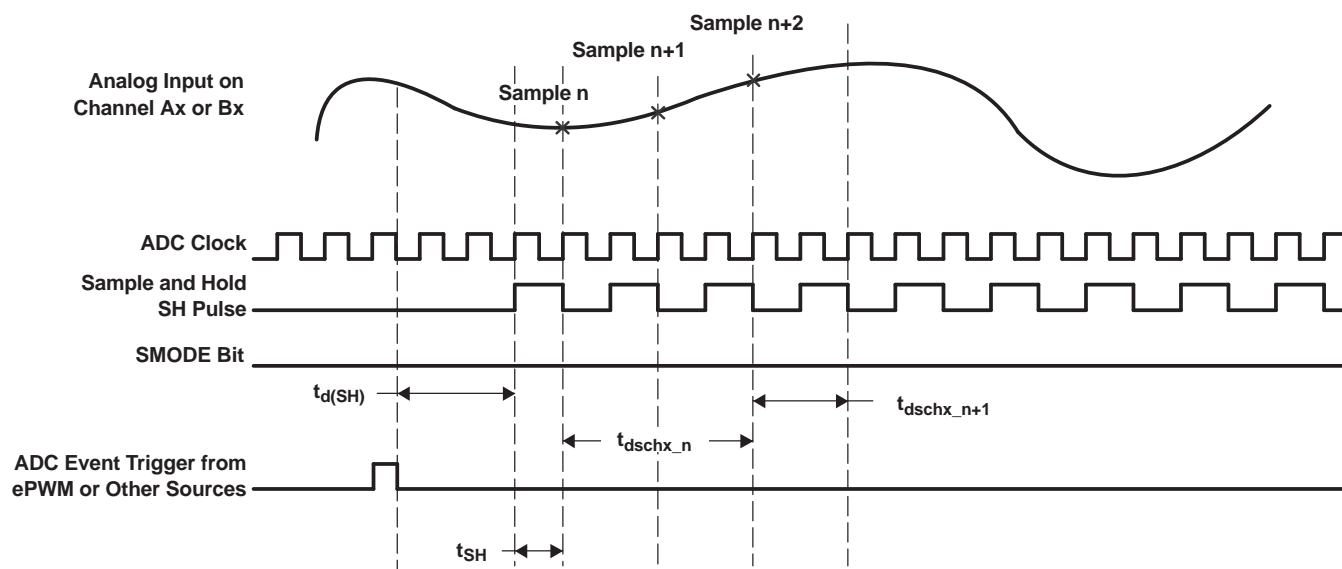 Sample n+2
Sample n+1
Analog Input on
Channel Ax or Bx
Sample n
ADC Clock
Sample and Hold
SH Pulse
SMODE Bit
td(SH)
tdschx_n+1
tdschx_n
ADC Event Trigger from
ePWM or Other Sources
tSH